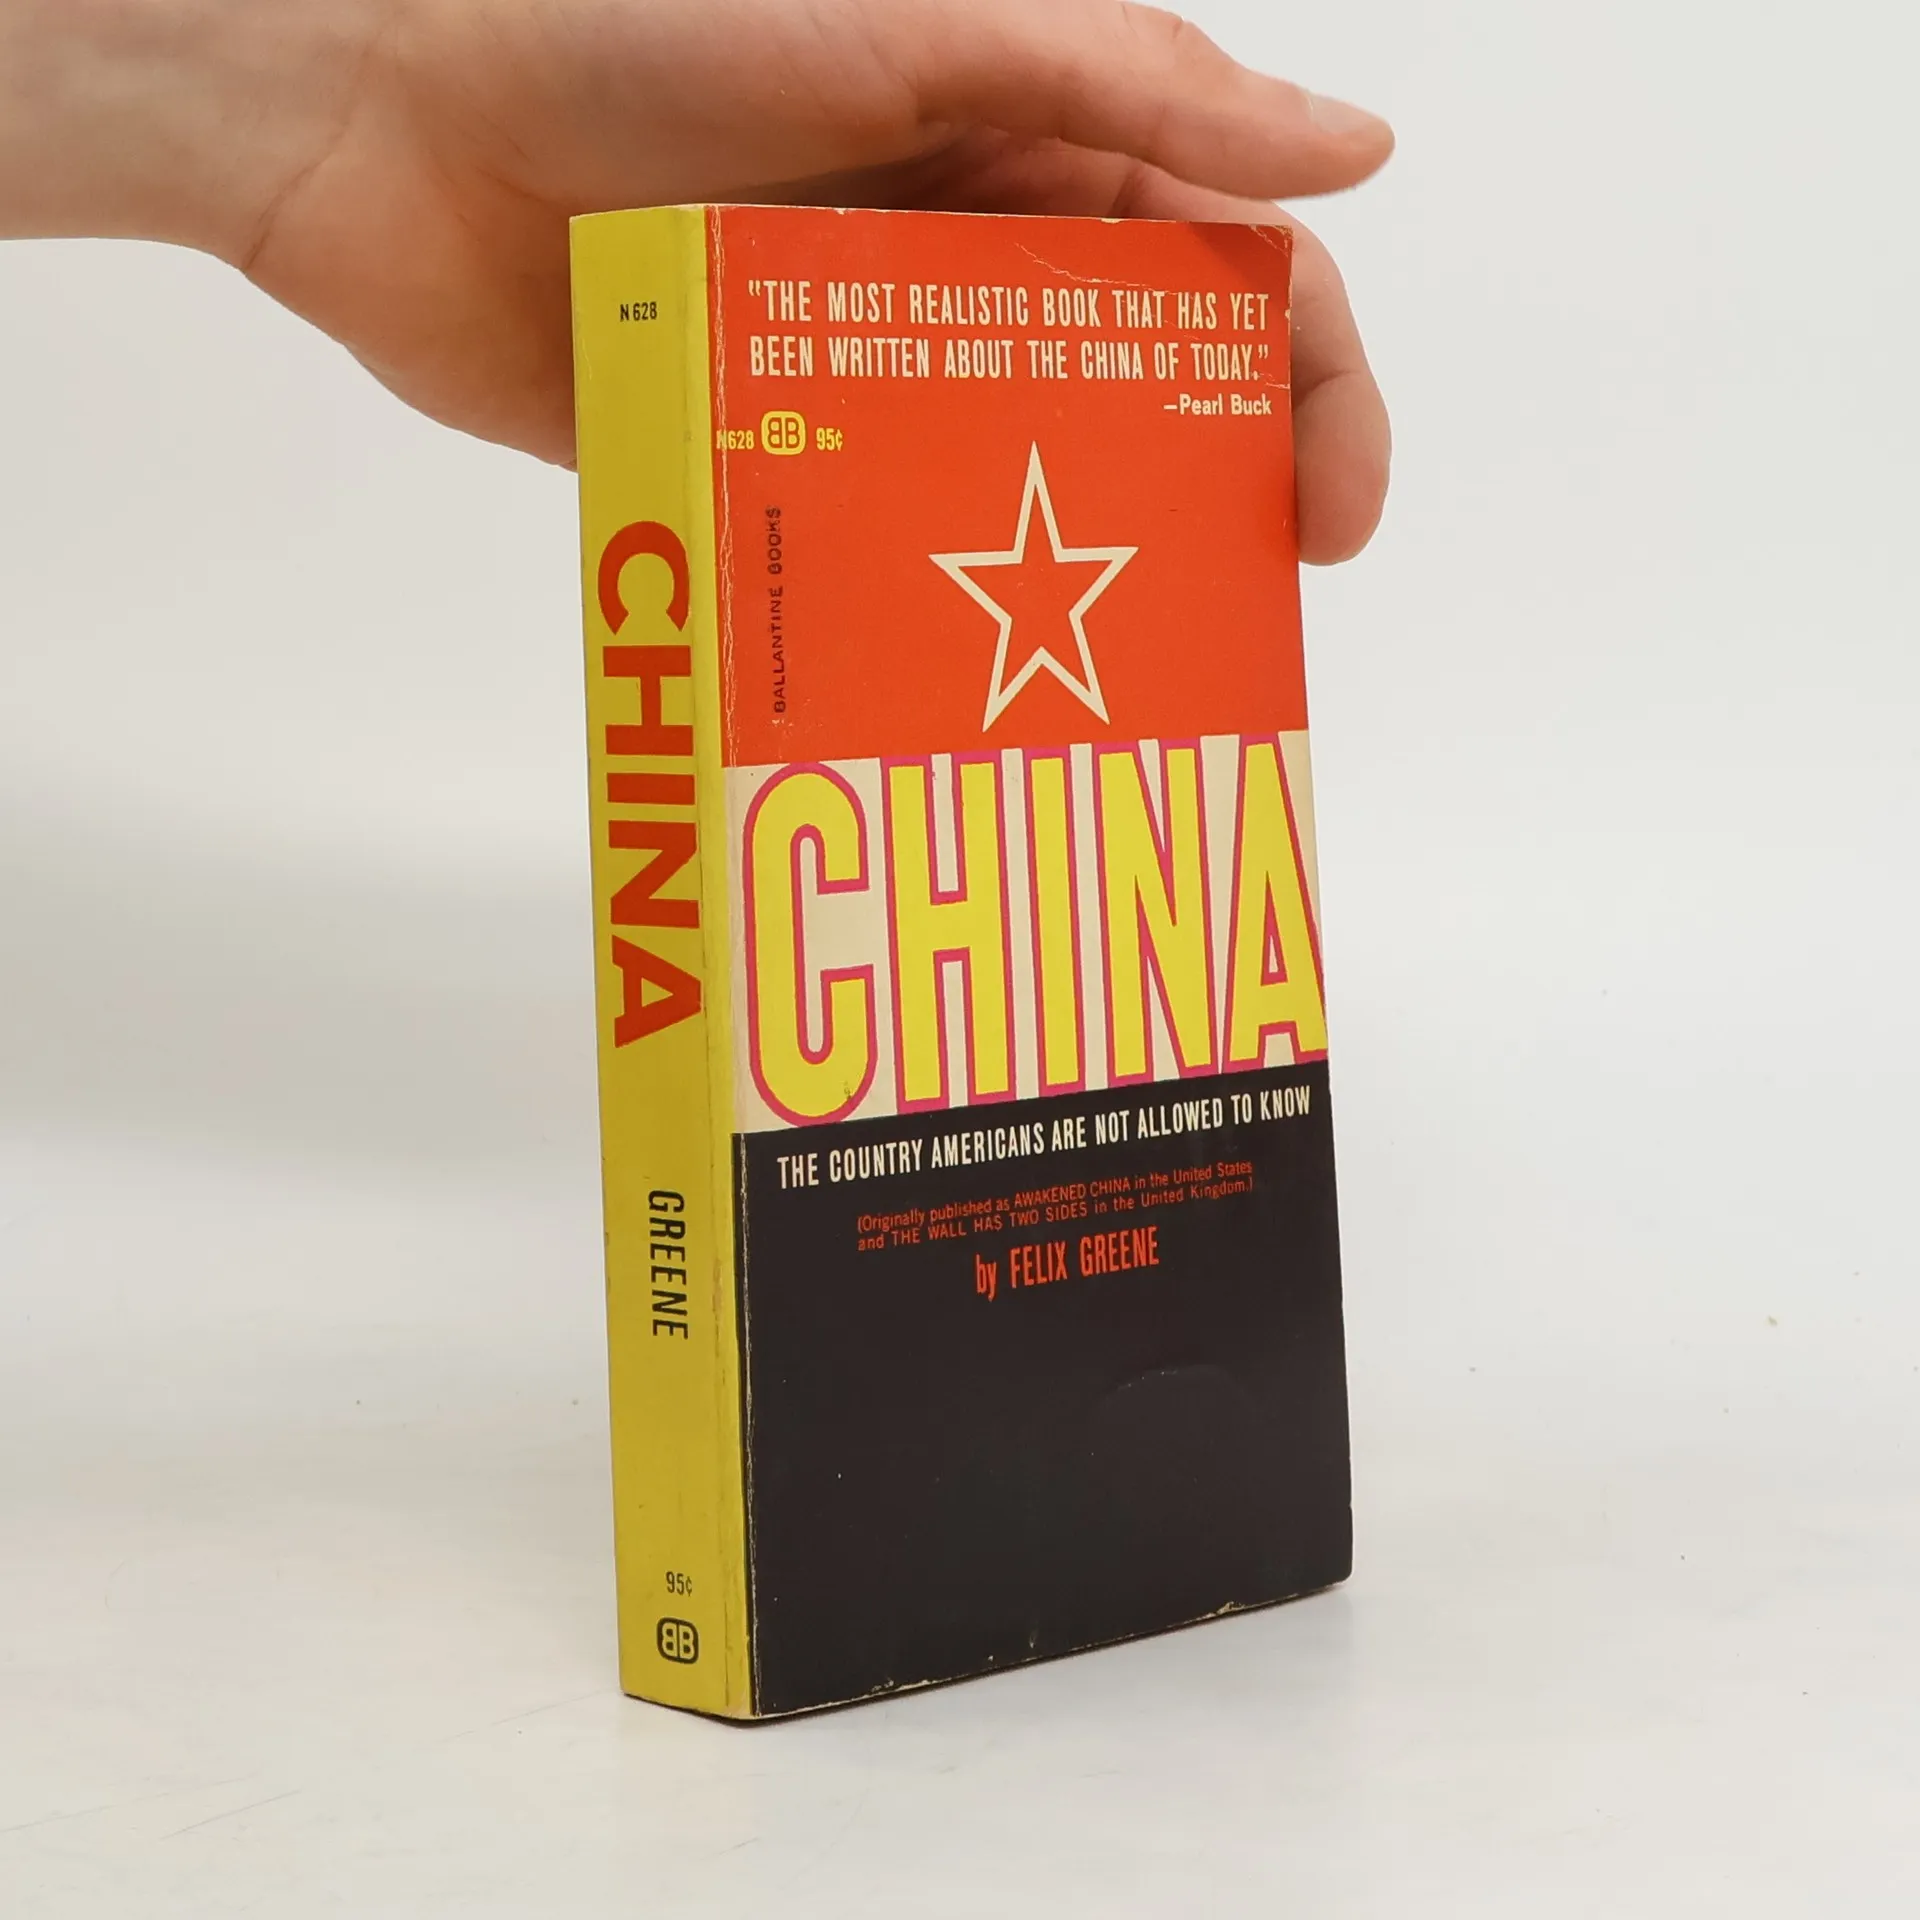 N 628
CHINA
GREENE
95¢
BB
"THE MOST REALISTIC BOOK THAT HAS YET
BEEN WRITTEN ABOUT THE CHINA OF TODAY."
—Pearl Buck
N628 BB 95¢
BALLANTINE BOOKS
CHINA
THE COUNTRY AMERICANS ARE NOT ALLOWED TO KNOW
(Originally published as AWAKENED CHINA in the United States
and THE WALL HAS TWO SIDES in the United Kingdom.)
by FELIX GREENE